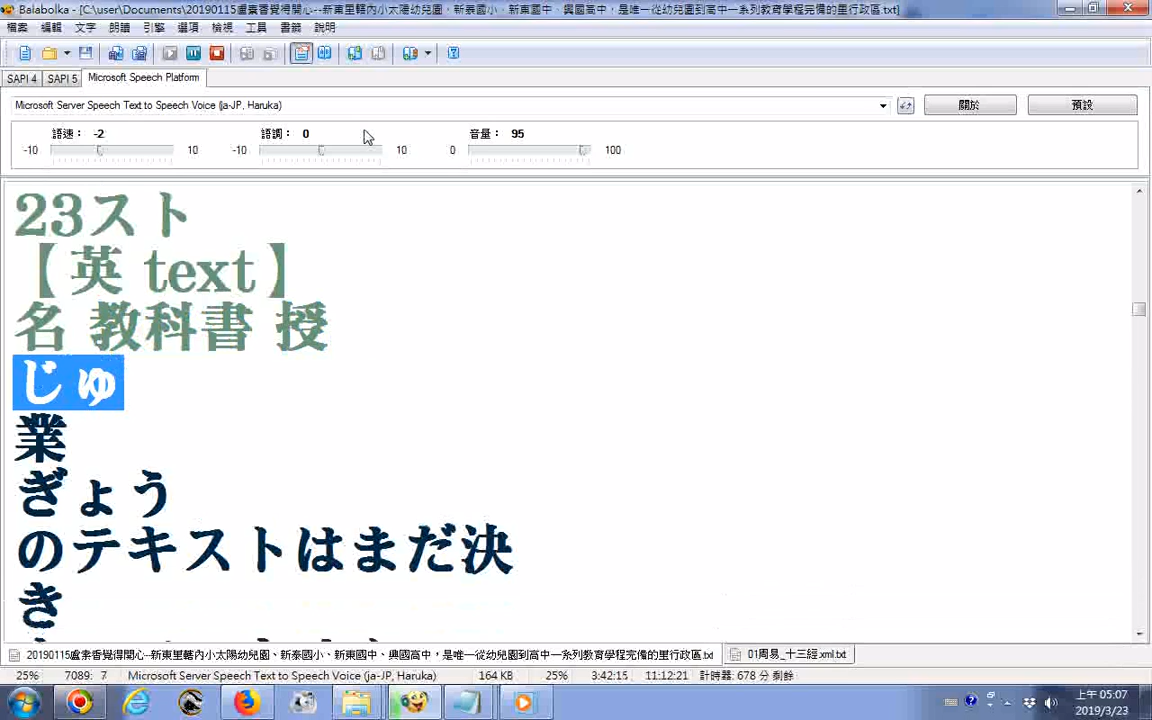 Balabolka - [C:\user\Documents\20190115盧素香覺得開心--新東里轄內小太陽幼兒園、新泰國小、新東國中、興國高中，是唯一從幼兒園到高中一系列教育學程完備的里行政區.txt]
檔案 編輯 文字 朗讀 引擎 選項 檢視 工具 書籤 說明
SAPI 4 SAPI 5 Microsoft Speech Platform
Microsoft Server Speech Text to Speech Voice (ja-JP, Haruka) 關於 預設
語速： -2 語調： 0 音量： 95
-10 10 -10 10 0 100
23スト
【英 text】
名 教科書 授
じゅ
業
ぎょう
のテキストはまだ決
き
20190115盧素香覺得開心--新東里轄內小太陽幼兒園、新泰國小、新東國中、興國高中，是唯一從幼兒園到高中一系列教育學程完備的里行政區.txt 01周易_十三經.xml.txt
25% 7089: 7 Microsoft Server Speech Text to Speech Voice (ja-JP, Haruka) 164 KB 25% 3:42:15 11:12:21 計時器: 678 分 剩餘
上午 05:07
2019/3/23